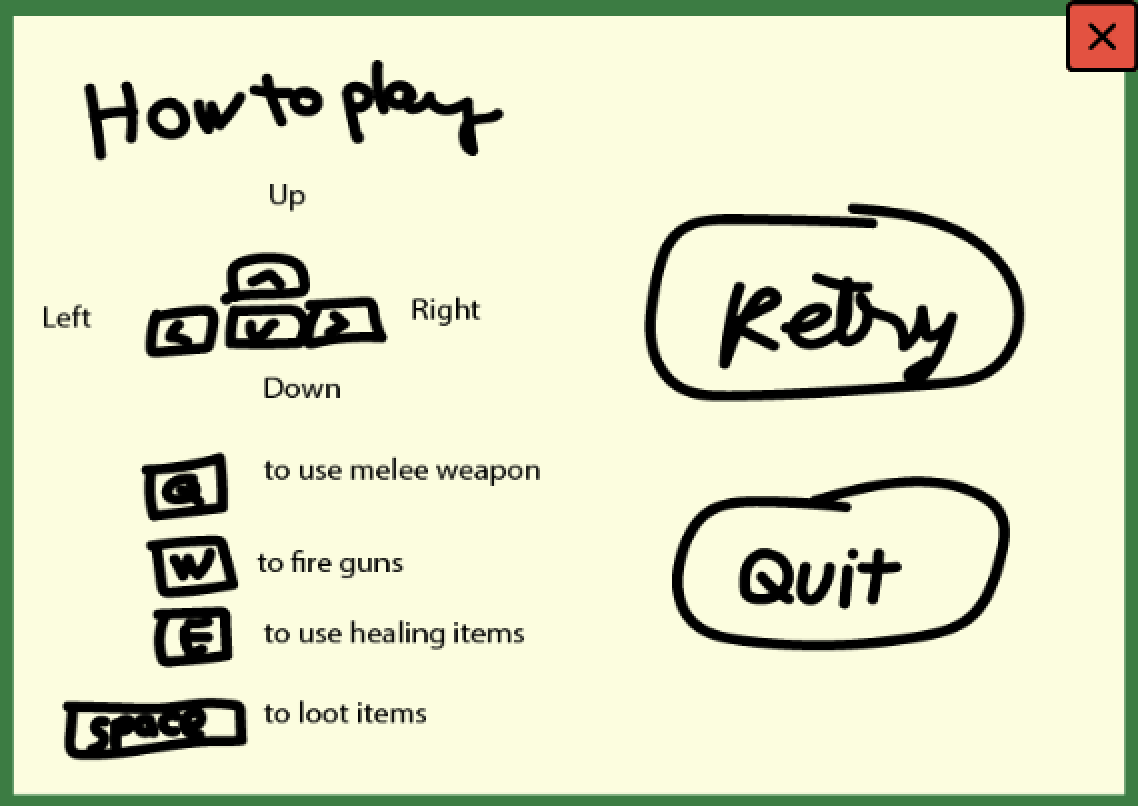 How to play
Up
Left
Right
Down
Q to use melee weapon
W to fire guns
E to use healing items
space to loot items
Retry
Quit